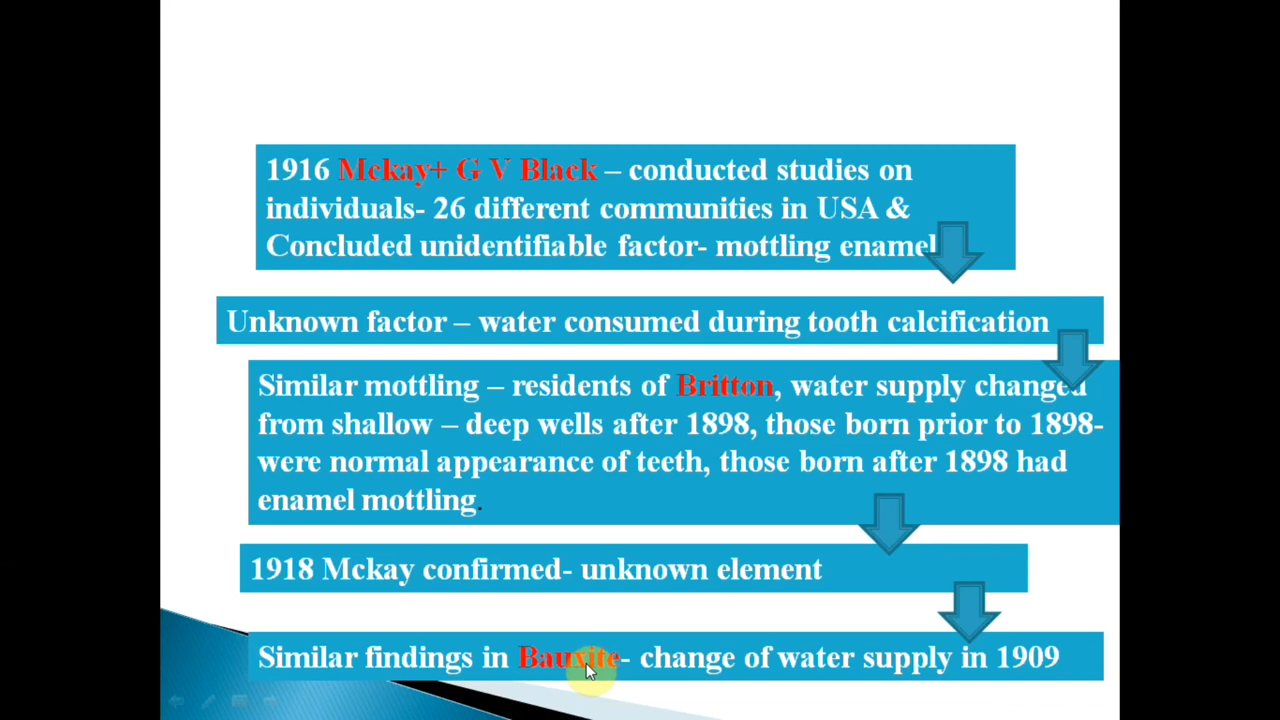 1916 Mckay+ G V Black – conducted studies on
individuals- 26 different communities in USA &
Concluded unidentifiable factor- mottling enamel
Unknown factor – water consumed during tooth calcification
Similar mottling – residents of Britton, water supply changed
from shallow – deep wells after 1898, those born prior to 1898-
were normal appearance of teeth, those born after 1898 had
enamel mottling.
1918 Mckay confirmed- unknown element
Similar findings in Bauxite- change of water supply in 1909